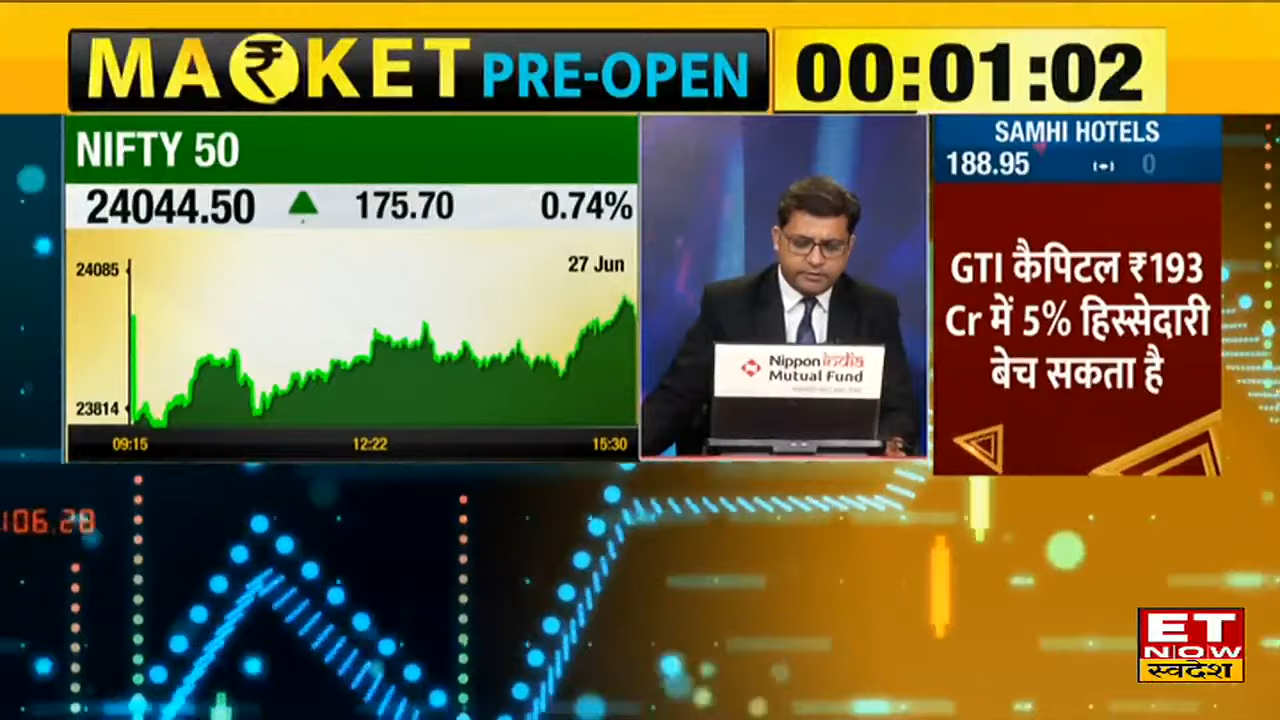 MA₹KET PRE-OPEN
00:01:02
NIFTY 50
24044.50 ▲ 175.70 0.74%
27 Jun
24085
23814
09:15 12:22 15:30
Nippon india
Mutual Fund
SAMHI HOTELS
188.95 0
GTI कैपिटल ₹193
Cr में 5% हिस्सेदारी
बेच सकता है
106.28
ET
NOW
स्वदेश